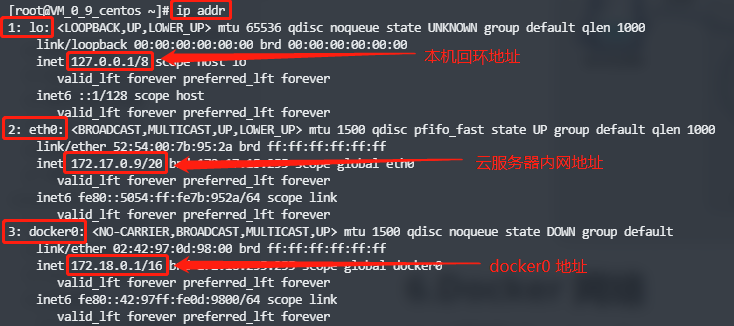 [root@VM_0_9_centos ~]# ip addr
1: lo: <LOOPBACK,UP,LOWER_UP> mtu 65536 qdisc noqueue state UNKNOWN group default qlen 1000
link/loopback 00:00:00:00:00:00 brd 00:00:00:00:00:00
inet 127.0.0.1/8 scope host lo
本机回环地址
valid_lft forever preferred_lft forever
inet6 ::1/128 scope host
valid_lft forever preferred_lft forever
2: eth0: <BROADCAST,MULTICAST,UP,LOWER_UP> mtu 1500 qdisc pfifo_fast state UP group default qlen 1000
link/ether 52:54:00:7b:95:2a brd ff:ff:ff:ff:ff:ff
inet 172.17.0.9/20 scope global eth0
云服务器内网地址
valid_lft forever preferred_lft forever
inet6 fe80::5054:ff:fe7b:952a/64 scope link
valid_lft forever preferred_lft forever
3: docker0: <NO-CARRIER,BROADCAST,MULTICAST,UP> mtu 1500 qdisc noqueue state DOWN group default
link/ether 02:42:97:0d:98:00 brd ff:ff:ff:ff:ff:ff
inet 172.18.0.1/16 scope global docker0
docker0 地址
valid_lft forever preferred_lft forever
inet6 fe80::42:97ff:fe0d:9800/64 scope link
valid_lft forever preferred_lft forever